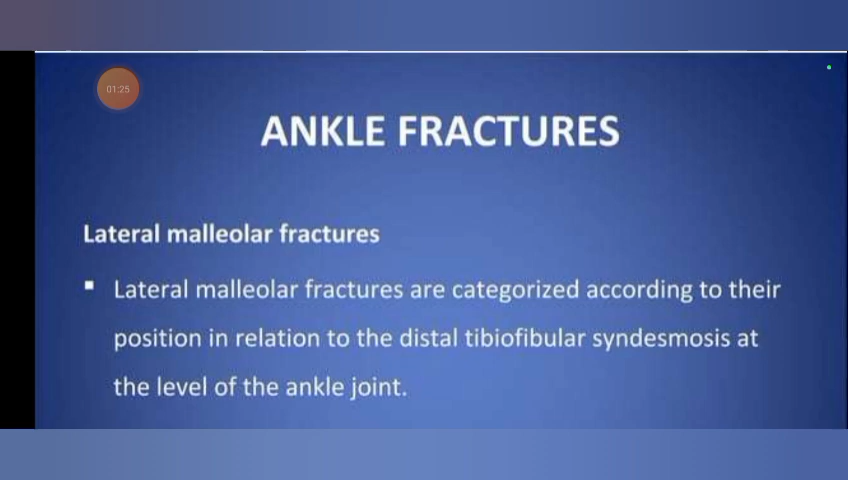 01:25
ANKLE FRACTURES
Lateral malleolar fractures
▪ Lateral malleolar fractures are categorized according to their
position in relation to the distal tibiofibular syndesmosis at
the level of the ankle joint.